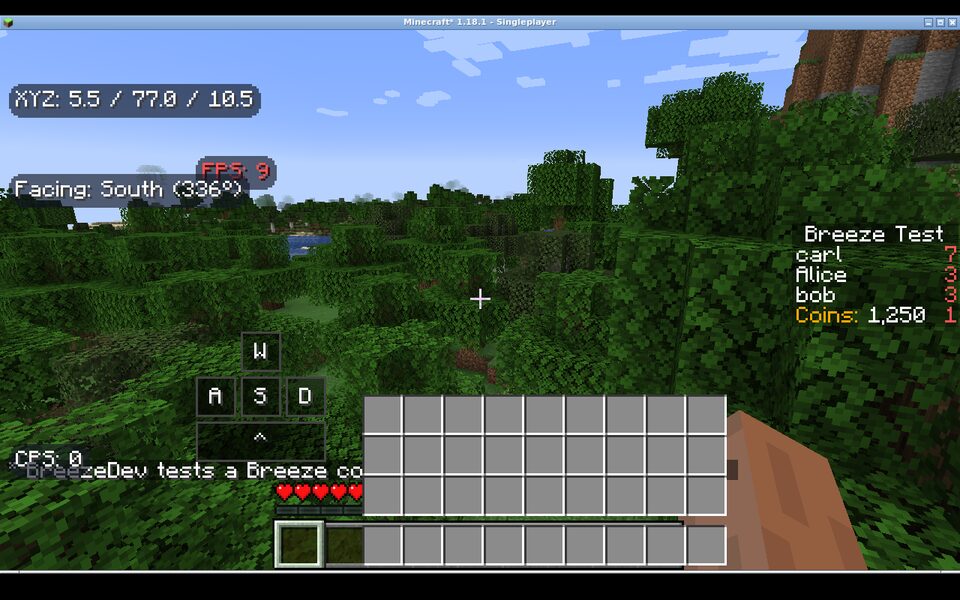 Minecraft* 1.18.1 - Singleplayer
XYZ: 5.5 / 77.0 / 10.5
FPS: 9
Facing: South (336°)
Breeze Test
carl 7
Alice 3
bob 3
Coins: 1,250 1
W
A S D
^
CPS: 0
BreezeDev tests a Breeze co